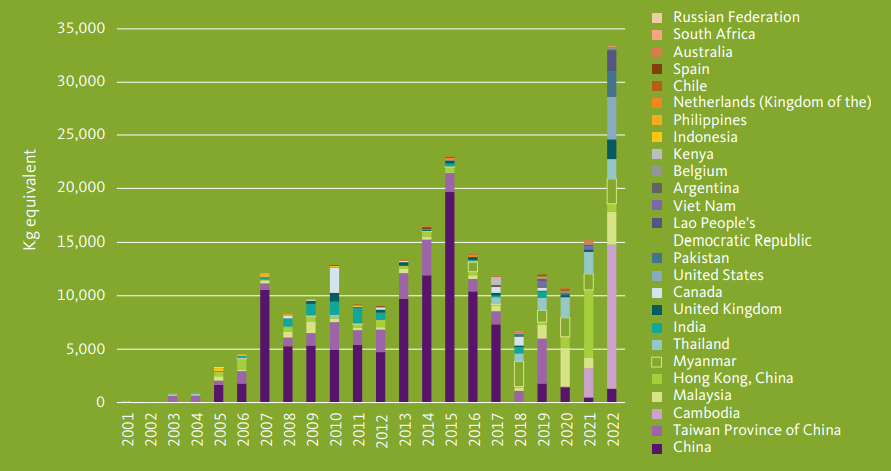 Kg equivalent
35,000
30,000
25,000
20,000
15,000
10,000
5,000
0
2001
2002
2003
2004
2005
2006
2007
2008
2009
2010
2011
2012
2013
2014
2015
2016
2017
2018
2019
2020
2021
2022
Russian Federation
South Africa
Australia
Spain
Chile
Netherlands (Kingdom of the)
Philippines
Indonesia
Kenya
Belgium
Argentina
Viet Nam
Lao People's
Democratic Republic
Pakistan
United States
Canada
United Kingdom
India
Thailand
Myanmar
Hong Kong, China
Malaysia
Cambodia
Taiwan Province of China
China